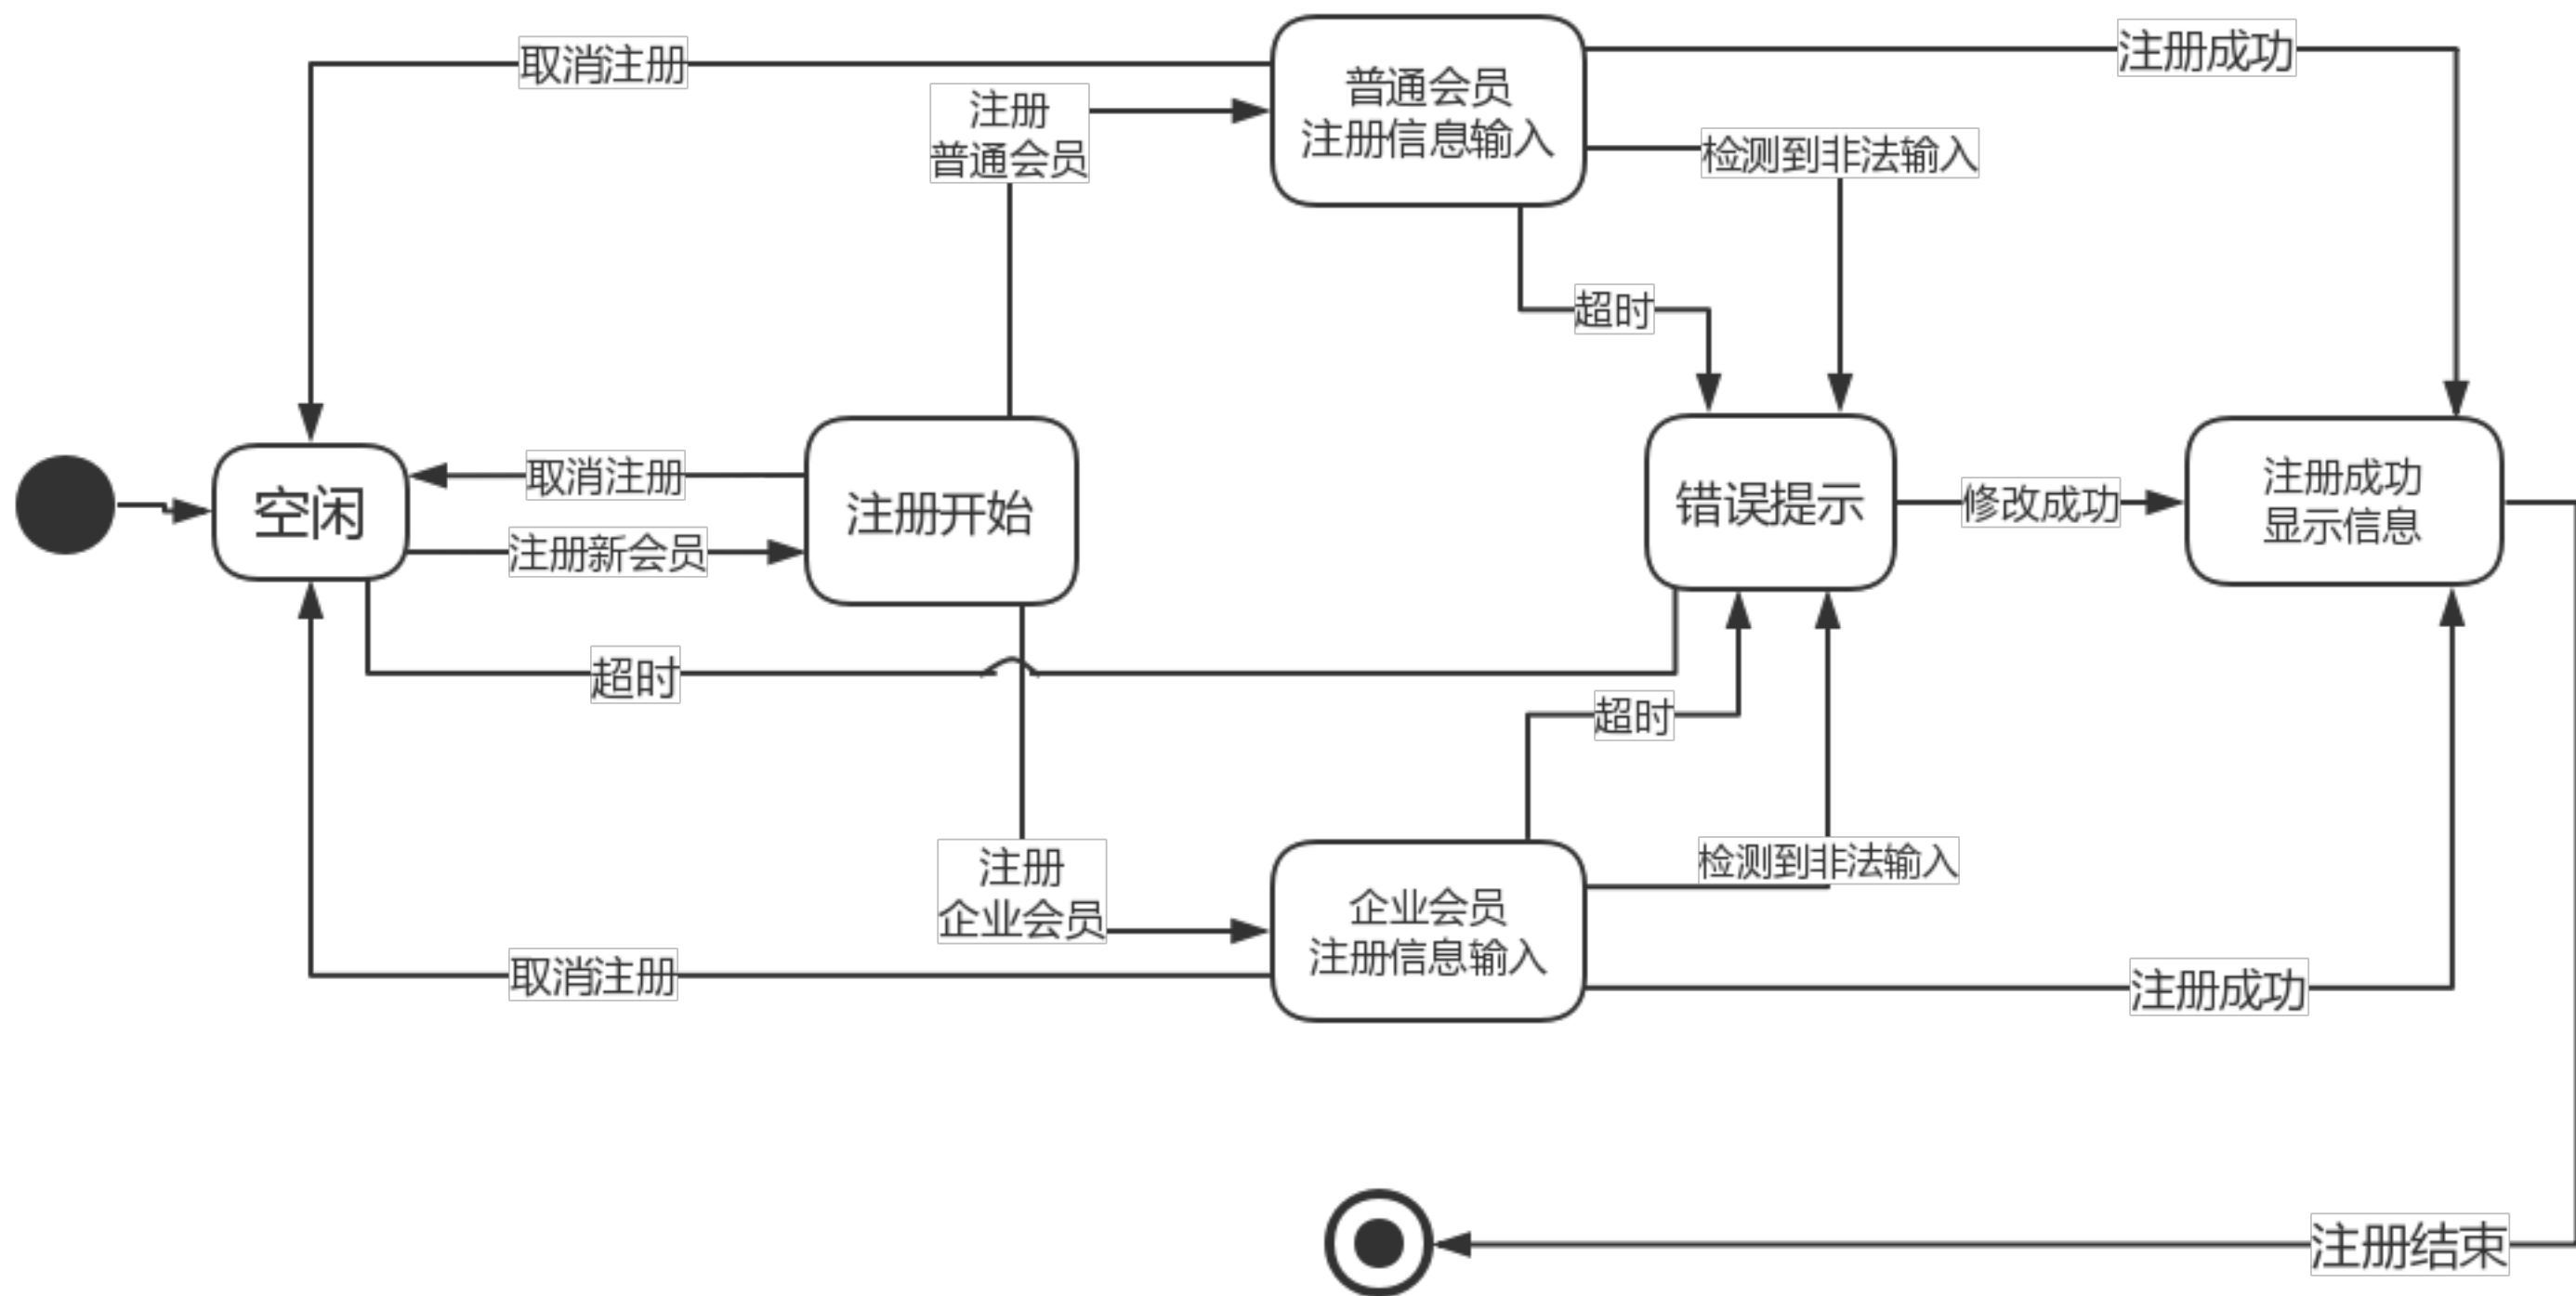 注册成功
取消注册
普通会员
注册信息输入
注册
普通会员
检测到非法输入
超时
取消注册
注册新会员
空闲
注册开始
错误提示
修改成功
注册成功
显示信息
超时
超时
注册
企业会员
检测到非法输入
企业会员
注册信息输入
取消注册
注册成功
注册结束